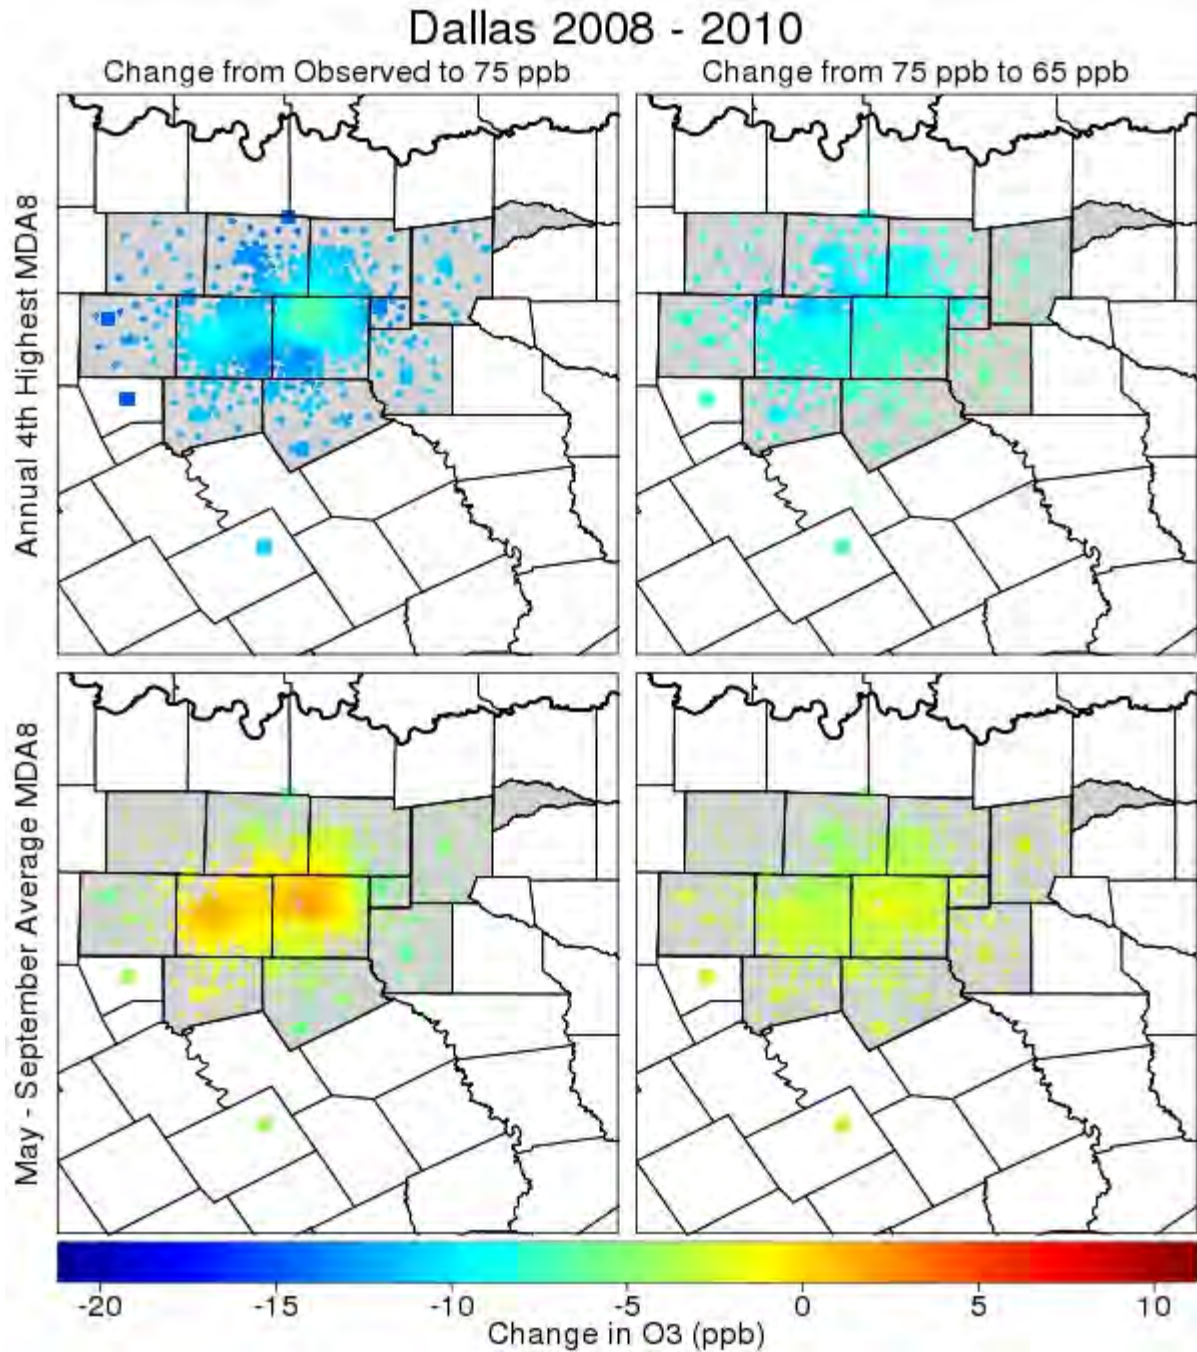 Dallas 2008 - 2010
Change from Observed to 75 ppb
Change from 75 ppb to 65 ppb
Annual 4th Highest MDA8
May - September Average MDA8
-20 -15 -10 -5 0 5 10
Change in O3 (ppb)